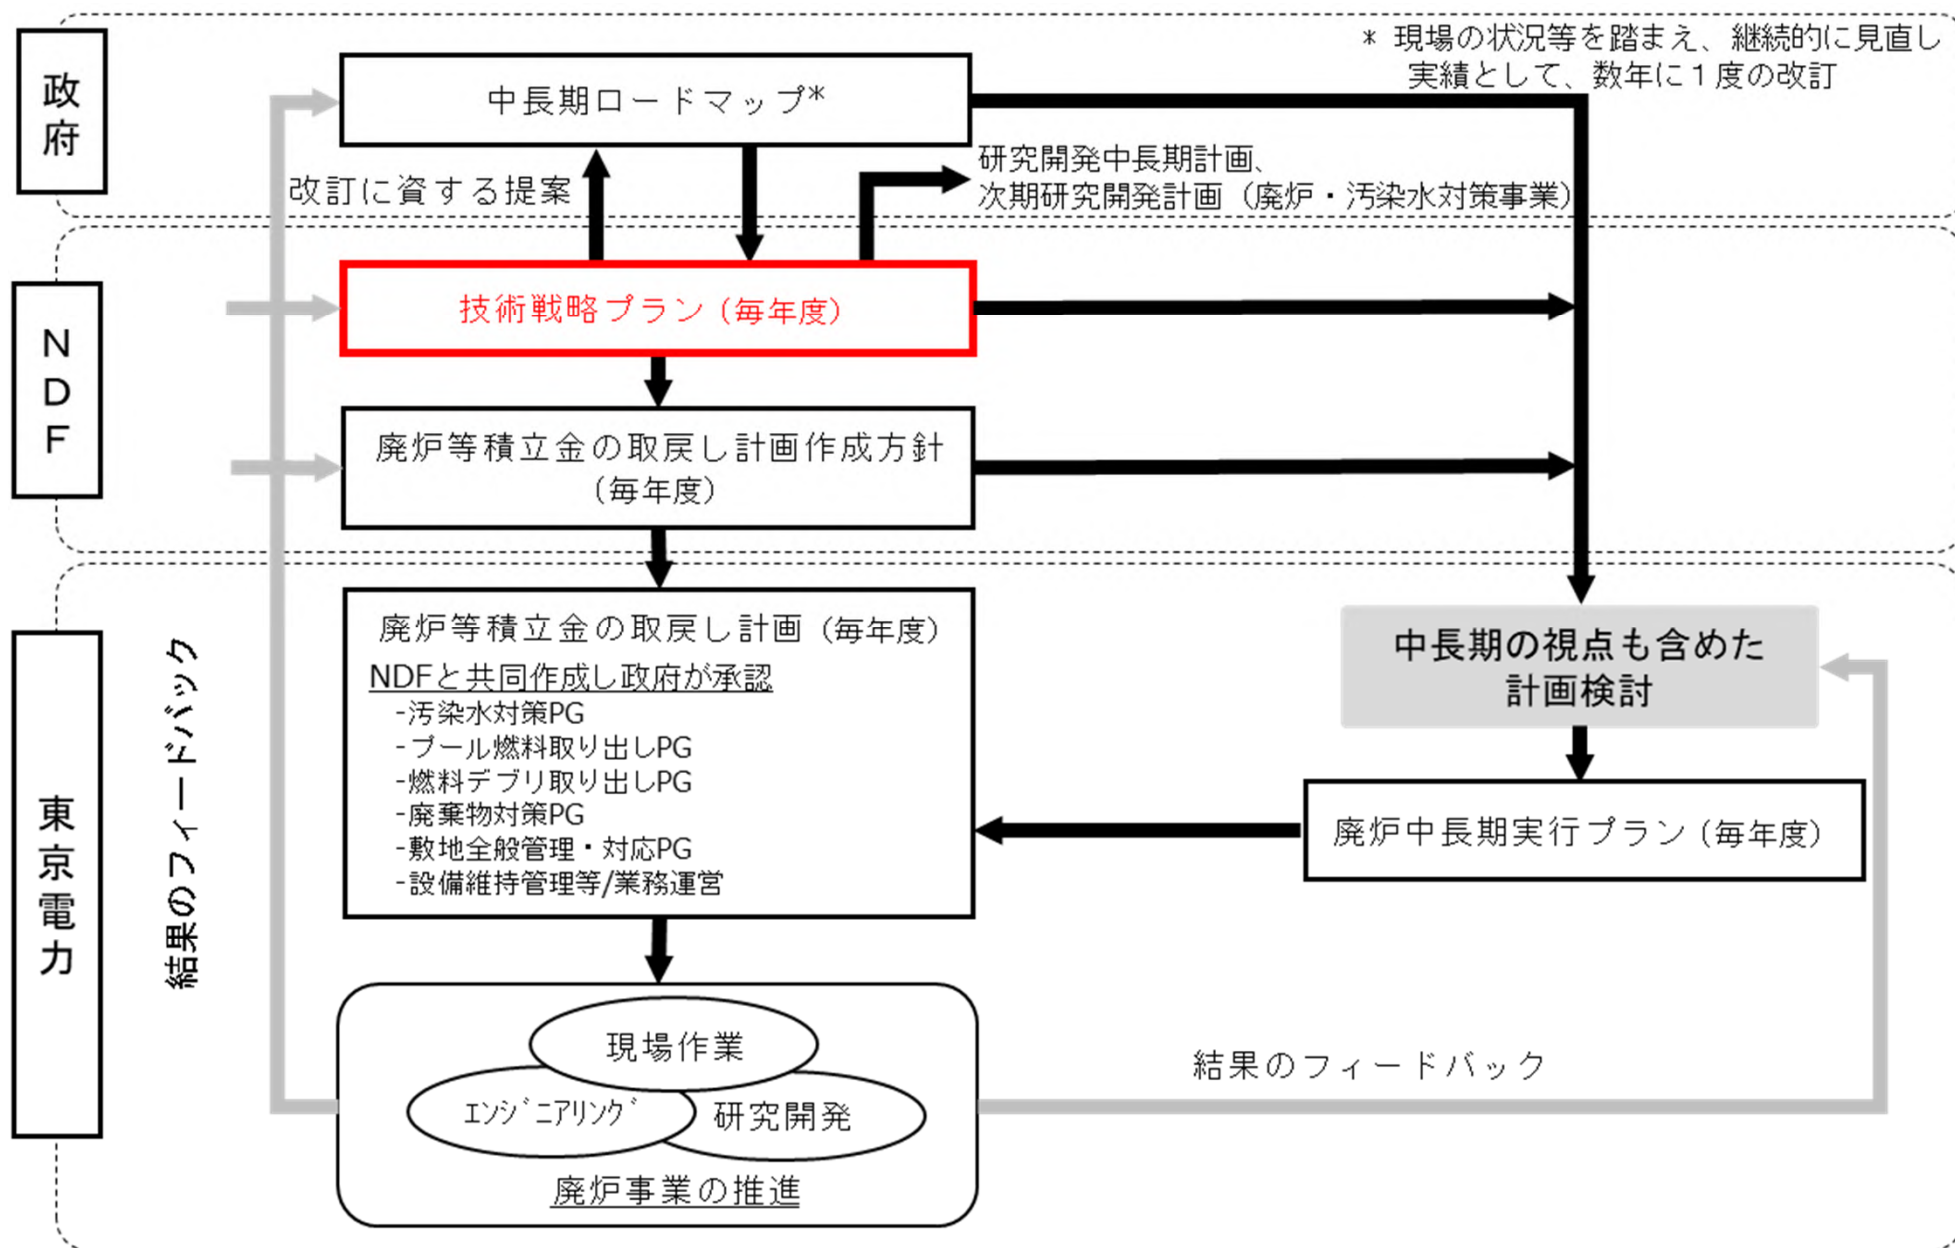 政府
* 現場の状況等を踏まえ、継続的に見直し
実績として、数年に1度の改訂
中長期ロードマップ*
改訂に資する提案
研究開発中長期計画、
次期研究開発計画（廃炉・汚染水対策事業）
NDF
技術戦略プラン（毎年度）
廃炉等積立金の取戻し計画作成方針
（毎年度）
東京電力
結果のフィードバック
廃炉等積立金の取戻し計画（毎年度）
NDFと共同作成し政府が承認
-汚染水対策PG
-プール燃料取り出しPG
-燃料デブリ取り出しPG
-廃棄物対策PG
-敷地全般管理・対応PG
-設備維持管理等/業務運営
中長期の視点も含めた
計画検討
廃炉中長期実行プラン（毎年度）
現場作業
ｴﾝｼﾞﾆｱﾘﾝｸﾞ
研究開発
廃炉事業の推進
結果のフィードバック